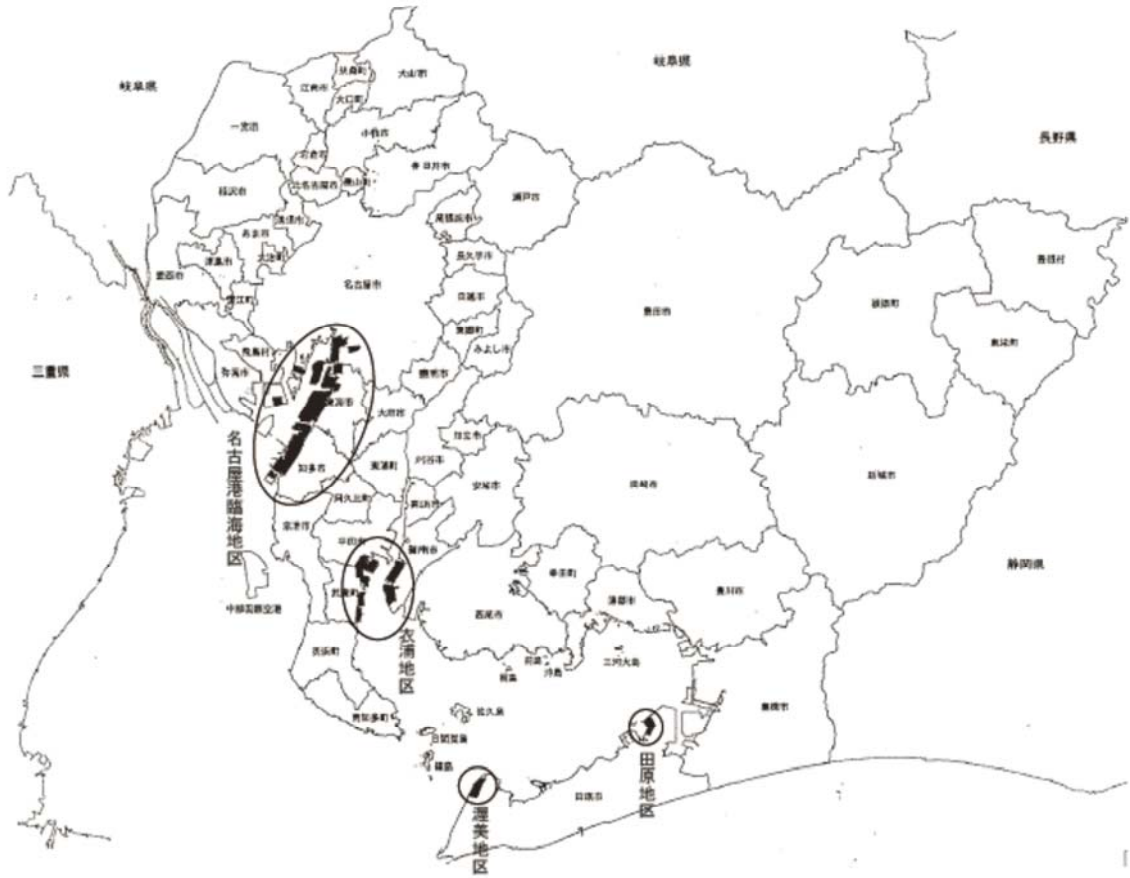 岐阜県
岐阜県
長野県
三重県
静岡県
扶桑町
犬山市
江南市
大口町
一宮市
小牧市
岩倉市
春日井市
北名古屋市
豊山町
稲沢市
瀬戸市
尾張旭市
清須市
あま市
長久手市
津島市
大治町
愛西市
名古屋市
日進市
豊田市
設楽町
豊根村
蟹江町
東郷町
東栄町
みよし市
飛島村
弥富市
豊明市
東海市
大府市
知立市
名古屋港臨海地区
知多市
東浦町
刈谷市
安城市
岡崎市
新城市
阿久比町
高浜市
常滑市
半田市
碧南市
幸田町
豊川市
武豊町
蒲郡市
西尾市
中部国際空港
衣浦地区
美浜町
前島
沖島
三河大島
南知多町
佐久島
豊橋市
日間賀島
篠島
田原市
田原地区
渥美地区